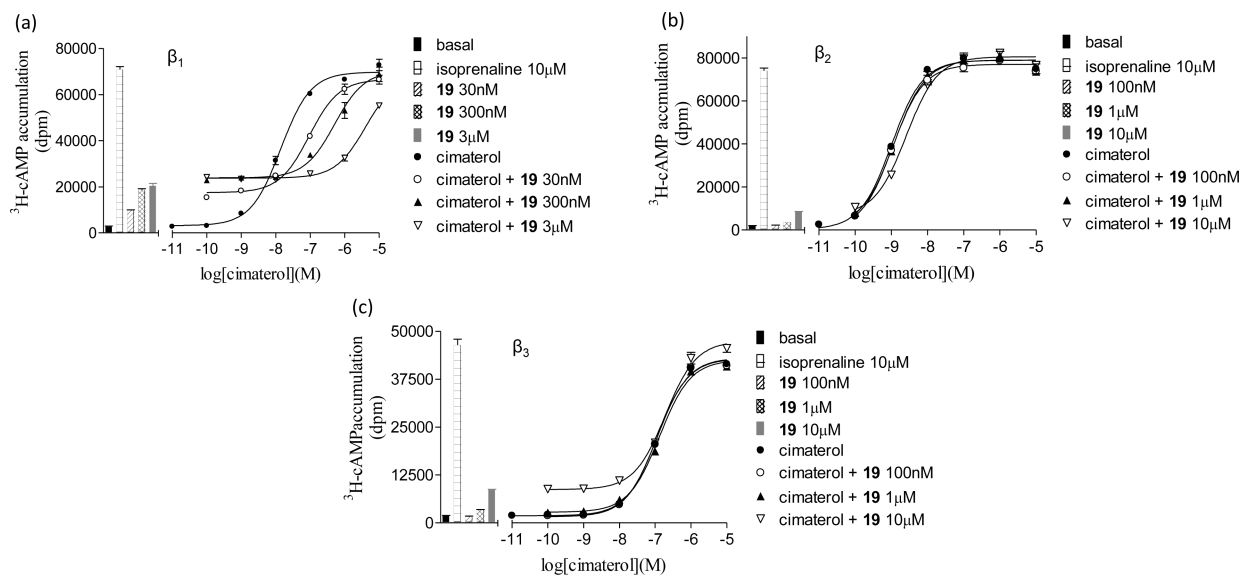 (a)
β1
80000
60000
40000
20000
0
3H-cAMP accumulation
(dpm)
-11 -10 -9 -8 -7 -6 -5
log[cimaterol](M)
basal
isoprenaline 10μM
19 30nM
19 300nM
19 3μM
cimaterol
cimaterol + 19 30nM
cimaterol + 19 300nM
cimaterol + 19 3μM
(b)
β2
80000
60000
40000
20000
0
3H-cAMP accmulation
(dpm)
-11 -10 -9 -8 -7 -6 -5
log[cimaterol](M)
basal
isoprenaline 10μM
19 100nM
19 1μM
19 10μM
cimaterol
cimaterol + 19 100nM
cimaterol + 19 1μM
cimaterol + 19 10μM
(c)
β3
50000
37500
25000
12500
0
3H-cAMPaccumulation
(dpm)
-11 -10 -9 -8 -7 -6 -5
log[cimaterol](M)
basal
isoprenaline 10μM
19 100nM
19 1μM
19 10μM
cimaterol
cimaterol + 19 100nM
cimaterol + 19 1μM
cimaterol + 19 10μM